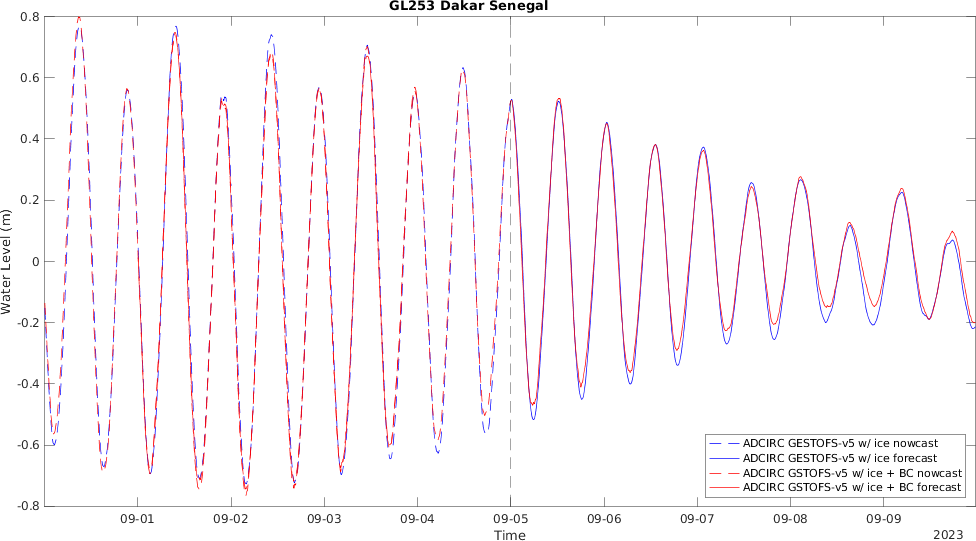 GL253 Dakar Senegal
0.8
0.6
0.4
0.2
0
-0.2
-0.4
-0.6
-0.8
Water Level (m)
ADCIRC GESTOFS-v5 w/ ice nowcast
ADCIRC GESTOFS-v5 w/ ice forecast
ADCIRC GSTOFS-v5 w/ ice + BC nowcast
ADCIRC GSTOFS-v5 w/ ice + BC forecast
09-01 09-02 09-03 09-04 09-05 09-06 09-07 09-08 09-09
Time
2023